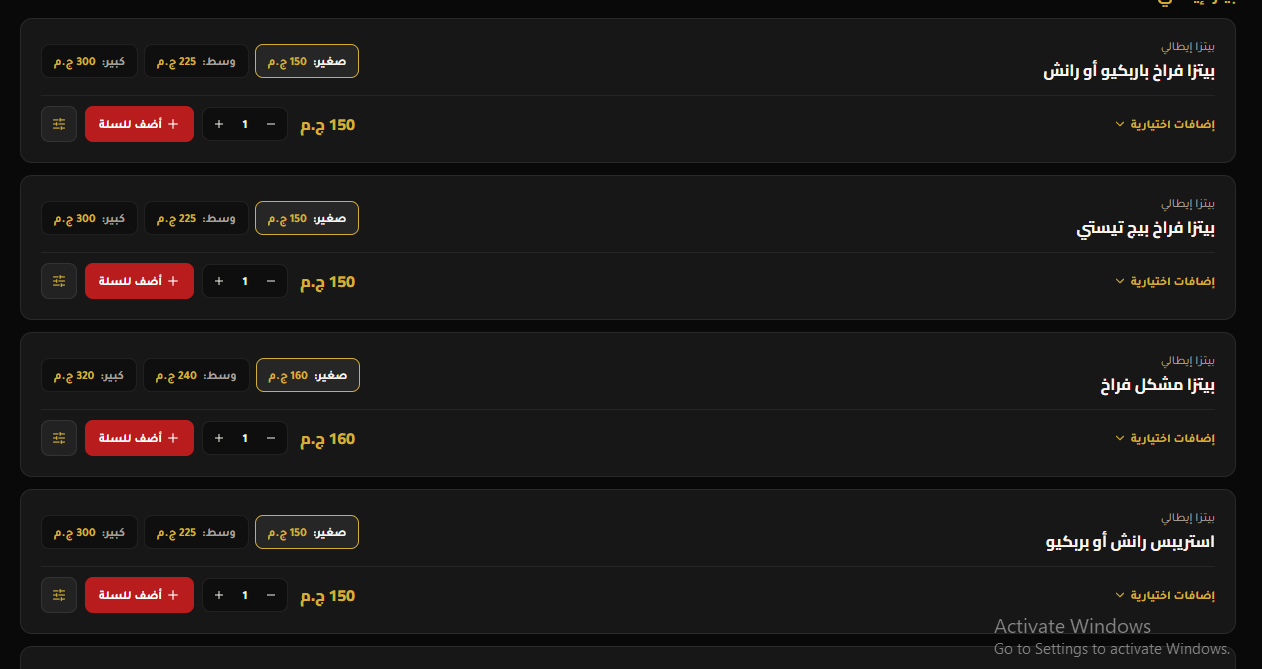 بيتزا إيطالي
بيتزا فراخ باربكيو أو رانش
صغير: 150 ج.م
وسط: 225 ج.م
كبير: 300 ج.م
إضافات اختيارية
150 ج.م
− 1 +
+ أضف للسلة
بيتزا إيطالي
بيتزا فراخ بيج تيستي
صغير: 150 ج.م
وسط: 225 ج.م
كبير: 300 ج.م
إضافات اختيارية
150 ج.م
− 1 +
+ أضف للسلة
بيتزا إيطالي
بيتزا مشكل فراخ
صغير: 160 ج.م
وسط: 240 ج.م
كبير: 320 ج.م
إضافات اختيارية
160 ج.م
− 1 +
+ أضف للسلة
بيتزا إيطالي
استريبس رانش أو بربكيو
صغير: 150 ج.م
وسط: 225 ج.م
كبير: 300 ج.م
إضافات اختيارية
150 ج.م
− 1 +
+ أضف للسلة
Activate Windows
Go to Settings to activate Windows.